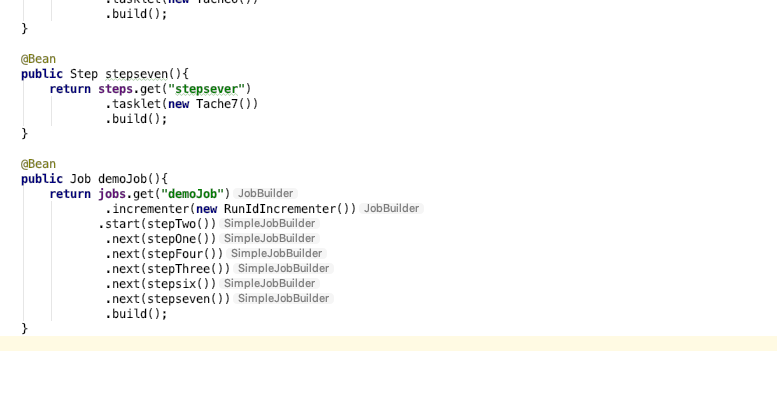 .tasklet(new Tache6())
.build();
}
@Bean
public Step stepseven(){
return steps.get("stepsever")
.tasklet(new Tache7())
.build();
}
@Bean
public Job demoJob(){
return jobs.get("demoJob") JobBuilder
.incrementer(new RunIdIncrementer()) JobBuilder
.start(stepTwo()) SimpleJobBuilder
.next(stepOne()) SimpleJobBuilder
.next(stepFour()) SimpleJobBuilder
.next(stepThree()) SimpleJobBuilder
.next(stepsix()) SimpleJobBuilder
.next(stepseven()) SimpleJobBuilder
.build();
}